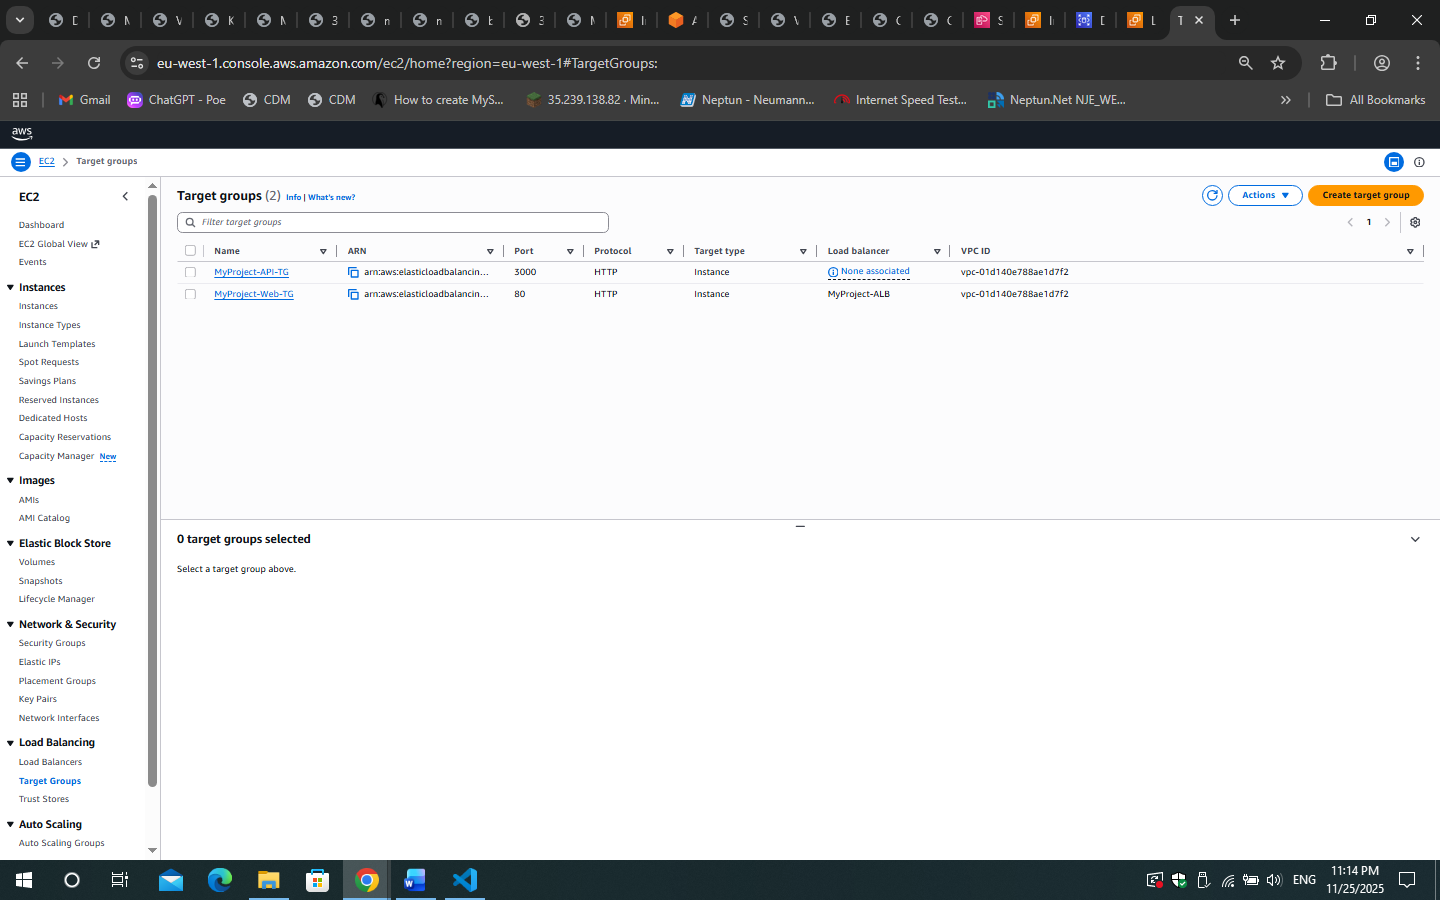 eu-west-1.console.aws.amazon.com/ec2/home?region=eu-west-1#TargetGroups:
Gmail
ChatGPT - Poe
CDM
CDM
How to create MyS...
35.239.138.82 · Min...
Neptun - Neumann...
Internet Speed Test...
Neptun.Net NJE_WE...
All Bookmarks
aws
EC2
Target groups
EC2
Dashboard
EC2 Global View
Events
Instances
Instances
Instance Types
Launch Templates
Spot Requests
Savings Plans
Reserved Instances
Dedicated Hosts
Capacity Reservations
Capacity Manager New
Images
AMIs
AMI Catalog
Elastic Block Store
Volumes
Snapshots
Lifecycle Manager
Network & Security
Security Groups
Elastic IPs
Placement Groups
Key Pairs
Network Interfaces
Load Balancing
Load Balancers
Target Groups
Trust Stores
Auto Scaling
Auto Scaling Groups
Target groups (2) Info | What's new?
Actions
Create target group
Filter target groups
1
Name ARN Port Protocol Target type Load balancer VPC ID
MyProject-API-TG arn:aws:elasticloadbalancin... 3000 HTTP Instance None associated vpc-01d140e788ae1d7f2
MyProject-Web-TG arn:aws:elasticloadbalancin... 80 HTTP Instance MyProject-ALB vpc-01d140e788ae1d7f2
0 target groups selected
Select a target group above.
ENG
11:14 PM
11/25/2025